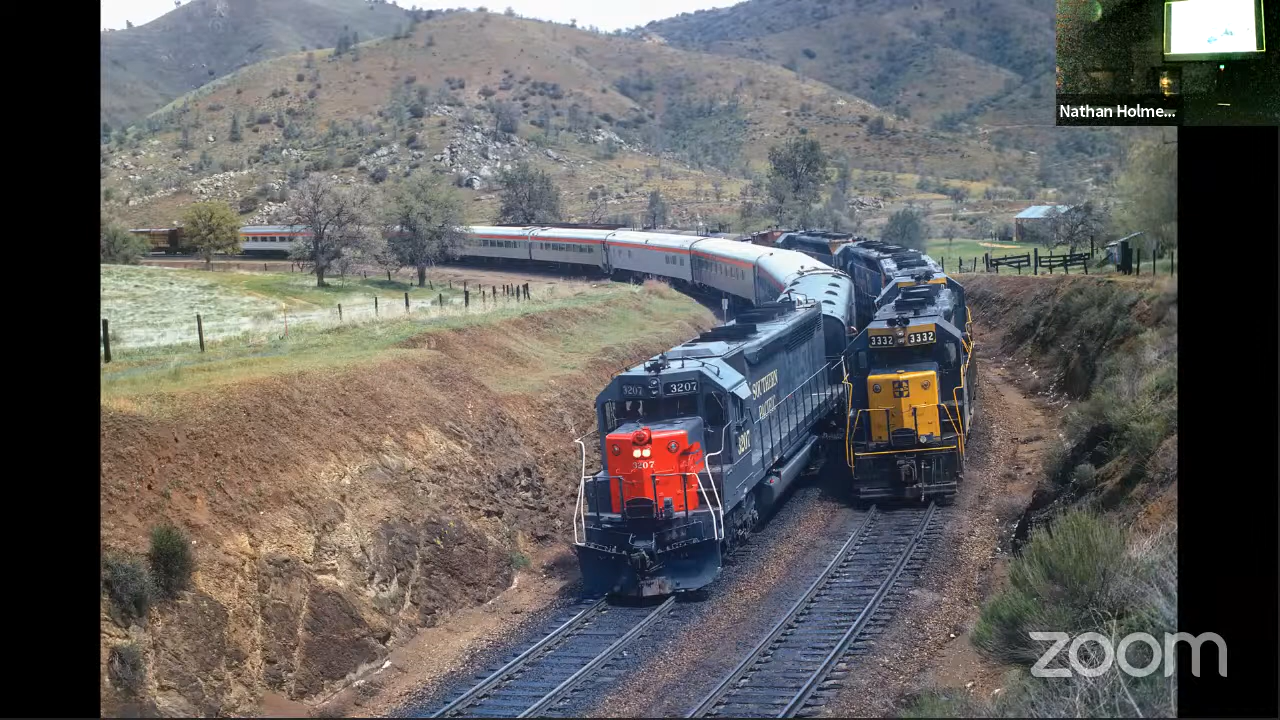 Nathan Holme...
3207 3207
SOUTHERN
PACIFIC
3207
3207
3332 3332
zoom